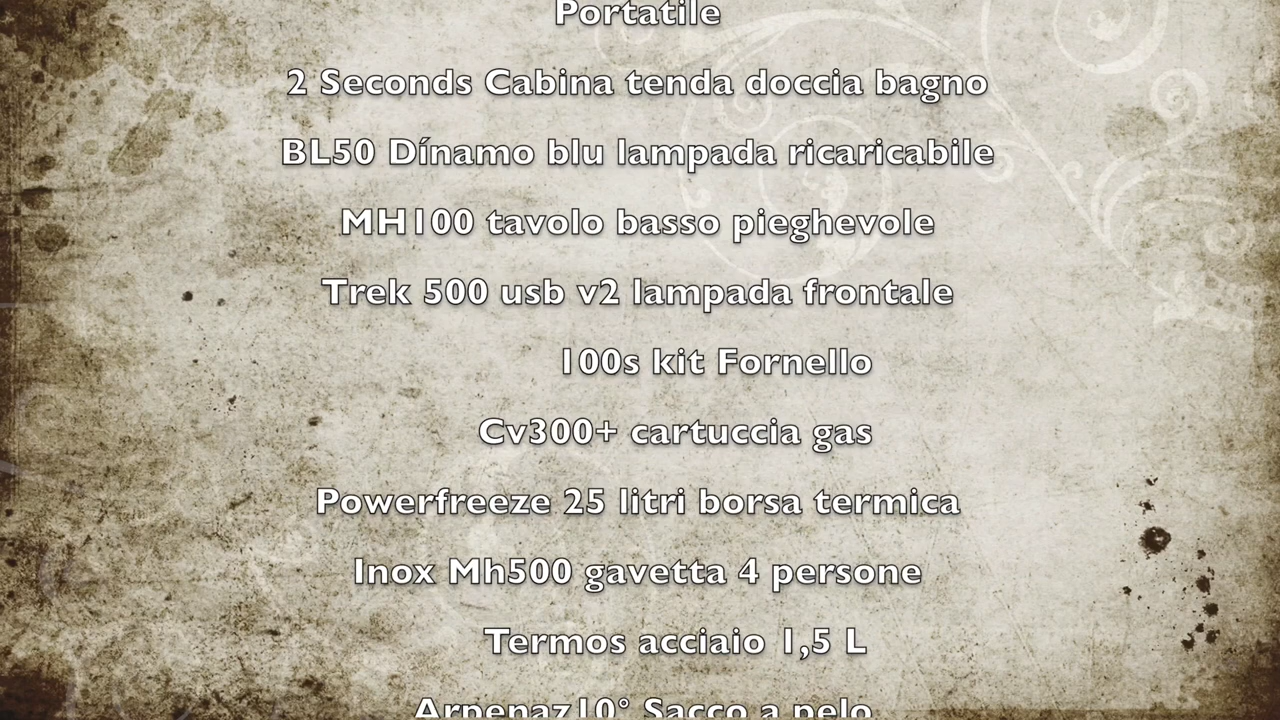 Portatile
2 Seconds Cabina tenda doccia bagno
BL50 Dínamo blu lampada ricaricabile
MH100 tavolo basso pieghevole
Trek 500 usb v2 lampada frontale
100s kit Fornello
Cv300+ cartuccia gas
Powerfreeze 25 litri borsa termica
Inox Mh500 gavetta 4 persone
Termos acciaio 1,5 L
Arpenaz10° Sacco a pelo